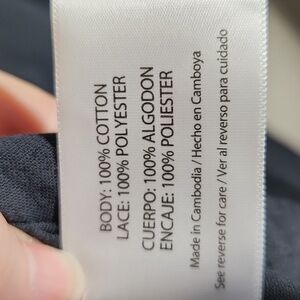 BODY: 100% COTTON
LACE: 100% POLYESTER
CUERPO: 100% ALGODON
ENCAJE: 100% POLIESTER
Made in Cambodia / Hecho en Camboya
See reverse for care / Ver al reverso para cuidado